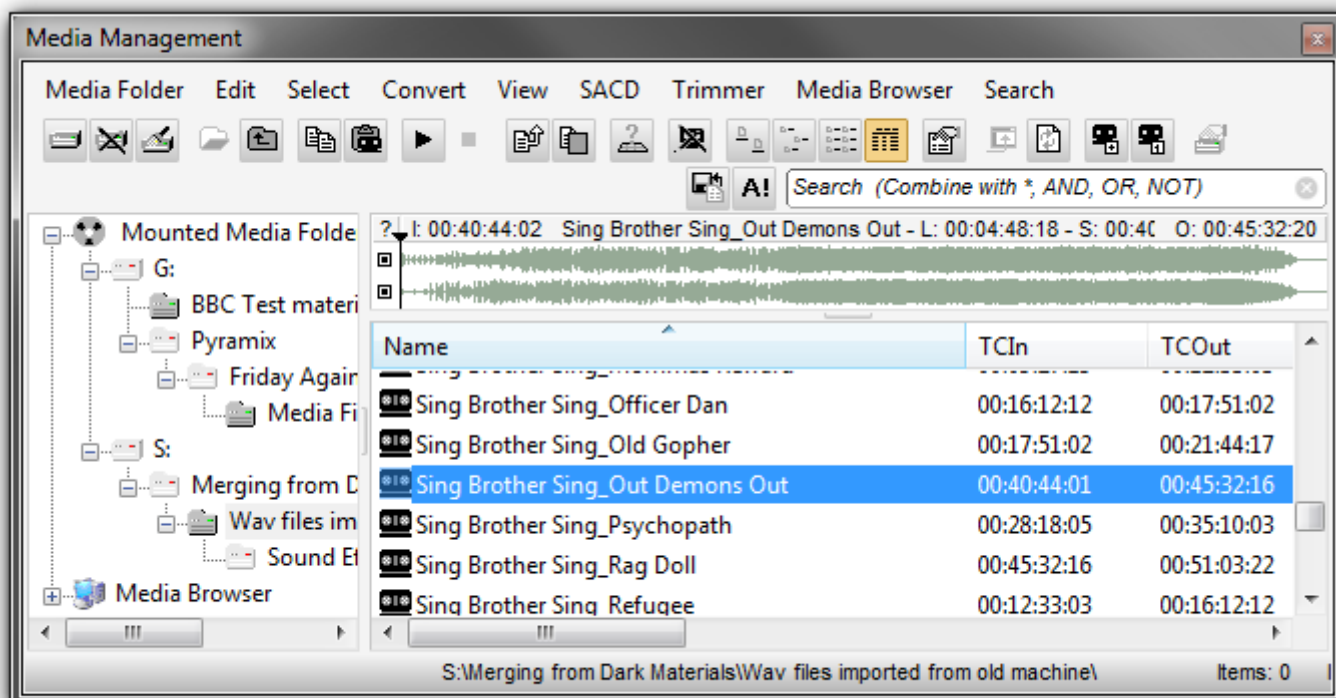 Media Management
Media Folder Edit Select Convert View SACD Trimmer Media Browser Search
A! Search (Combine with *, AND, OR, NOT)
Mounted Media Folde
G:
BBC Test materi
Pyramix
Friday Again
Media Fi
S:
Merging from D
Wav files im
Sound Ef
Media Browser
? I: 00:40:44:02 Sing Brother Sing_Out Demons Out - L: 00:04:48:18 - S: 00:40 O: 00:45:32:20
Name TCIn TCOut
Sing Brother Sing_Officer Dan 00:16:12:12 00:17:51:02
Sing Brother Sing_Old Gopher 00:17:51:02 00:21:44:17
Sing Brother Sing_Out Demons Out 00:40:44:01 00:45:32:16
Sing Brother Sing_Psychopath 00:28:18:05 00:35:10:03
Sing Brother Sing_Rag Doll 00:45:32:16 00:51:03:22
Sing Brother Sing_Refugee 00:12:33:03 00:16:12:12
S:\Merging from Dark Materials\Wav files imported from old machine\ Items: 0